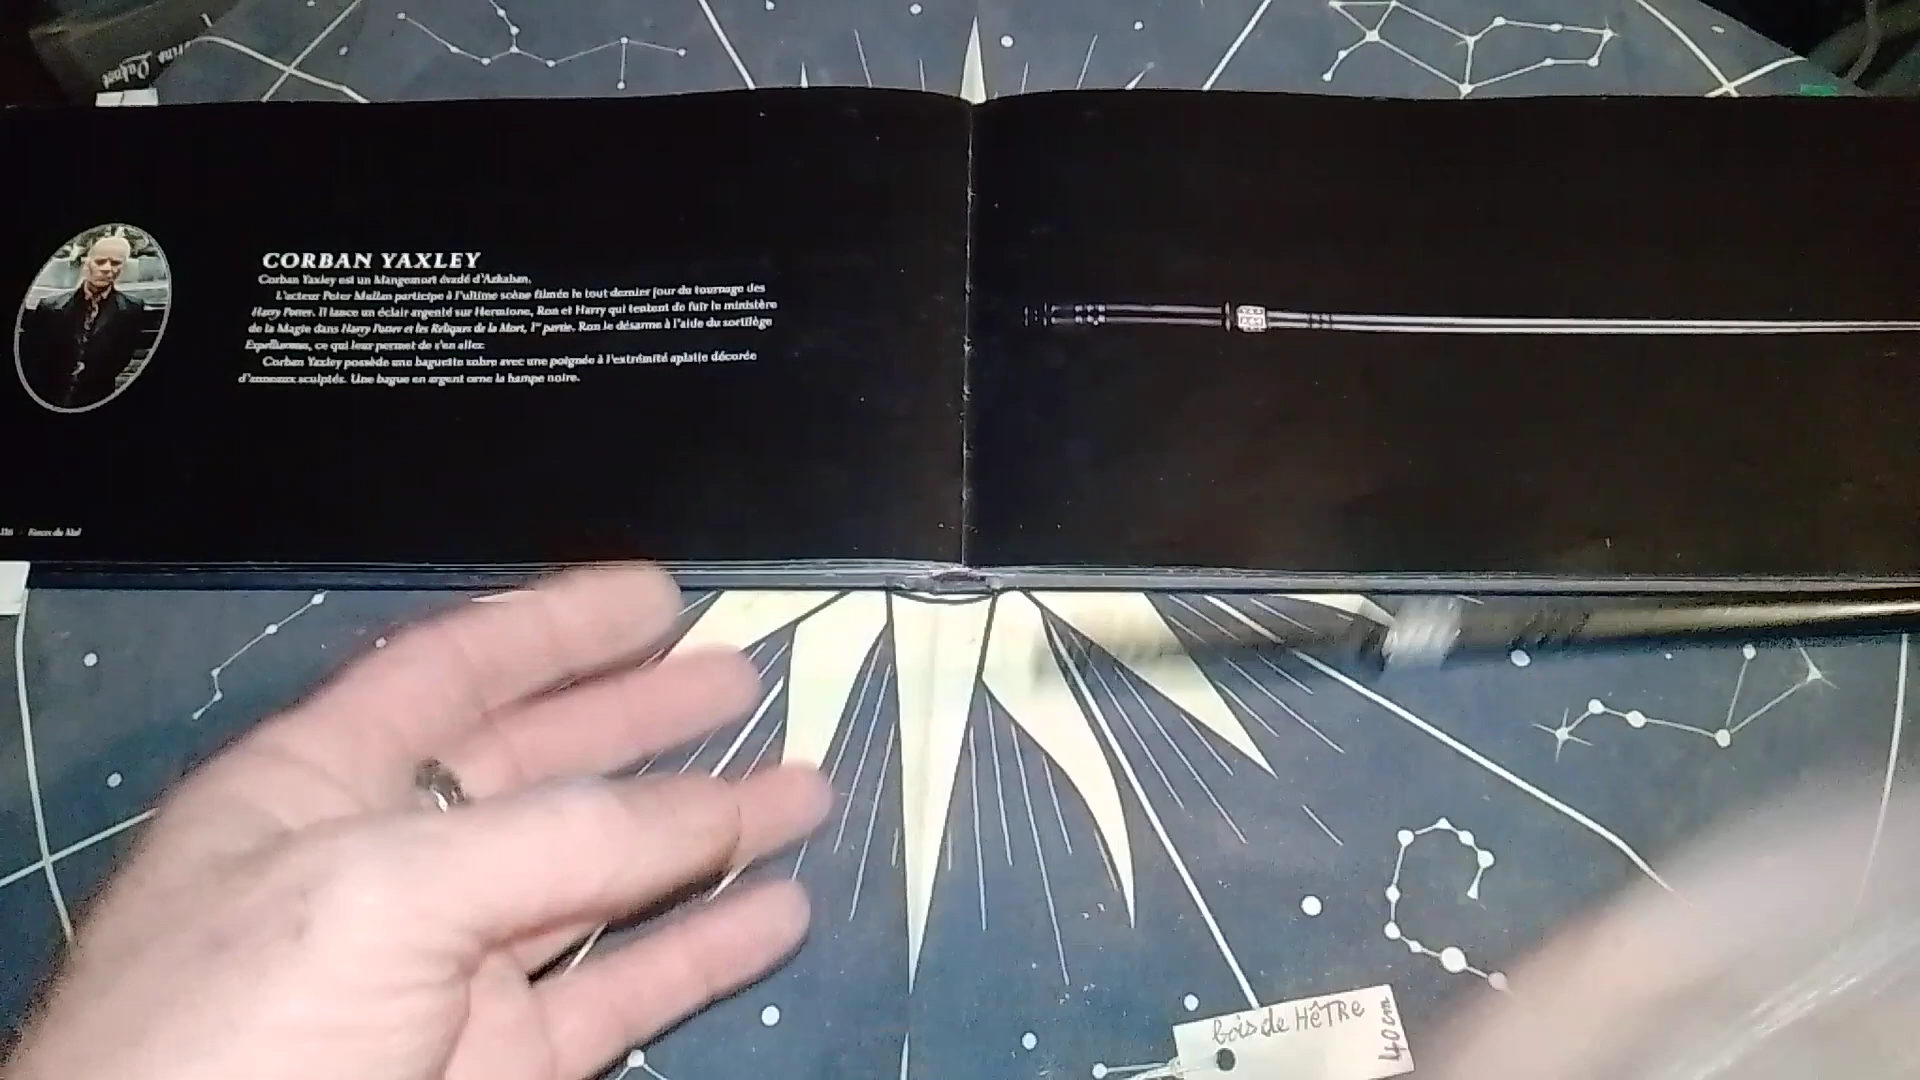 CORBAN YAXLEY
Corban Yaxley est un Mangemort évadé d'Azkaban.
L'acteur Peter Mullan participe à l'ultime scène filmée le tout dernier jour du tournage des
Harry Potter. Il lance un éclair argenté sur Hermione, Ron et Harry qui tentent de fuir le ministère
de la Magie dans Harry Potter et les Reliques de la Mort, 1re partie. Ron le désarme à l'aide du sortilège
Expelliarmus, ce qui leur permet de s'en aller.
Corban Yaxley possède une baguette sobre avec une poignée à l'extrémité aplatie décorée
d'anneaux sculptés. Une bague en argent orne la hampe noire.
Forces du Mal
bois de HêTRe
40 cm